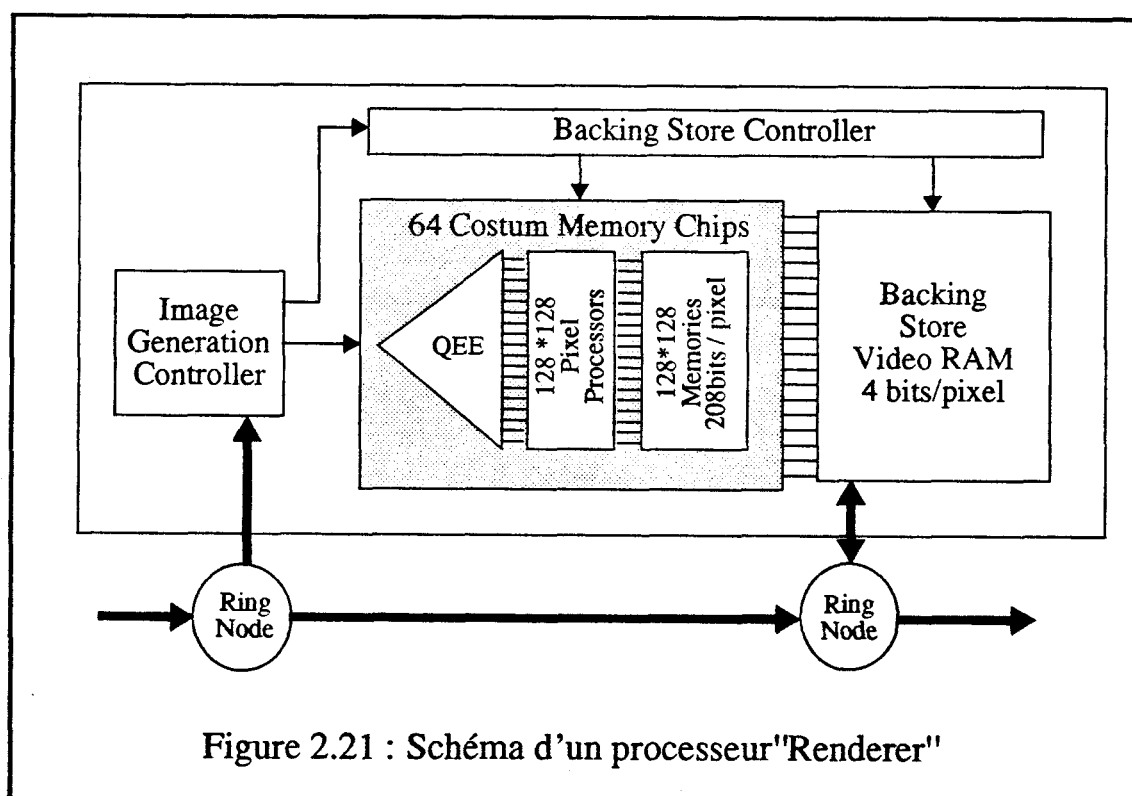 Backing Store Controller
64 Costum Memory Chips
Image
Generation
Controller
QEE
128 *128
Pixel
Processors
128*128
Memories
208bits / pixel
Backing
Store
Video RAM
4 bits/pixel
Ring
Node
Ring
Node
Figure 2.21 : Schéma d'un processeur"Renderer"